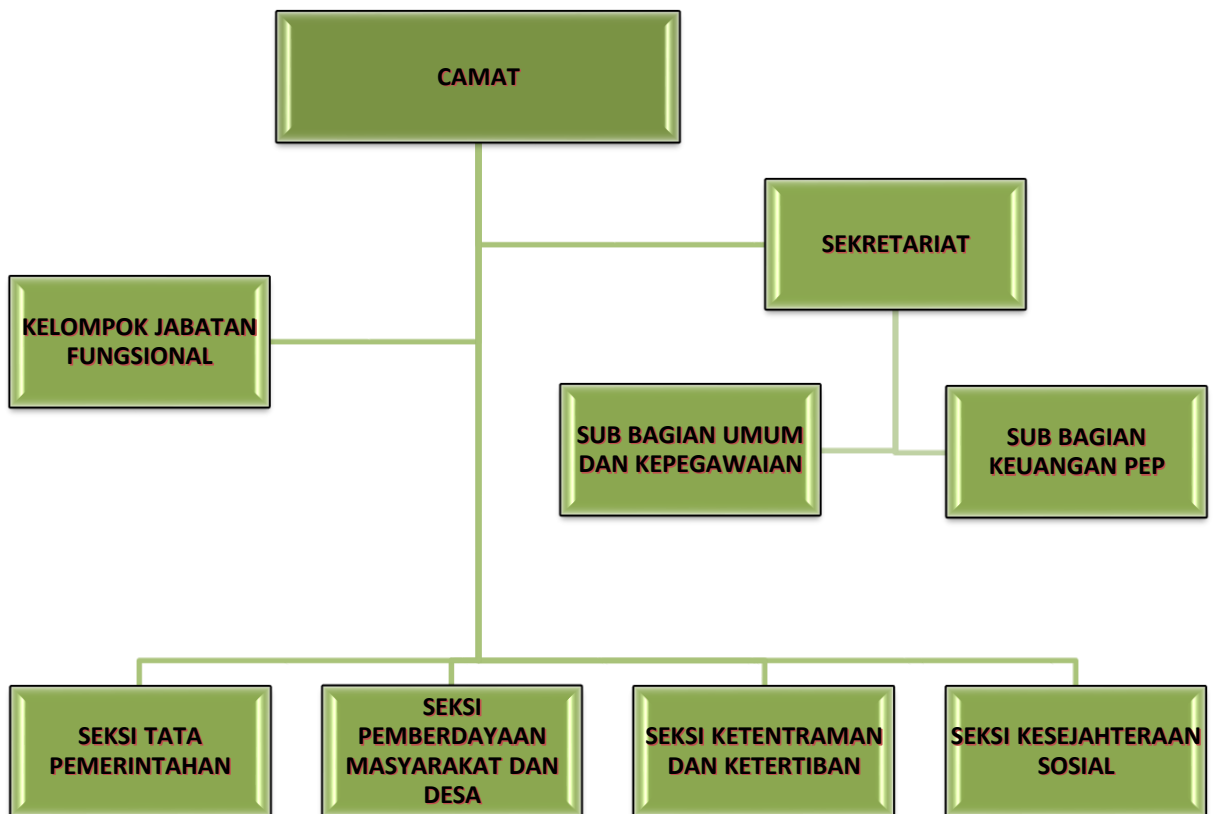 CAMAT
SEKRETARIAT
KELOMPOK JABATAN
FUNGSIONAL
SUB BAGIAN UMUM
DAN KEPEGAWAIAN
SUB BAGIAN
KEUANGAN PEP
SEKSI TATA
PEMERINTAHAN
SEKSI
PEMBERDAYAAN
MASYARAKAT DAN
DESA
SEKSI KETENTRAMAN
DAN KETERTIBAN
SEKSI KESEJAHTERAAN
SOSIAL